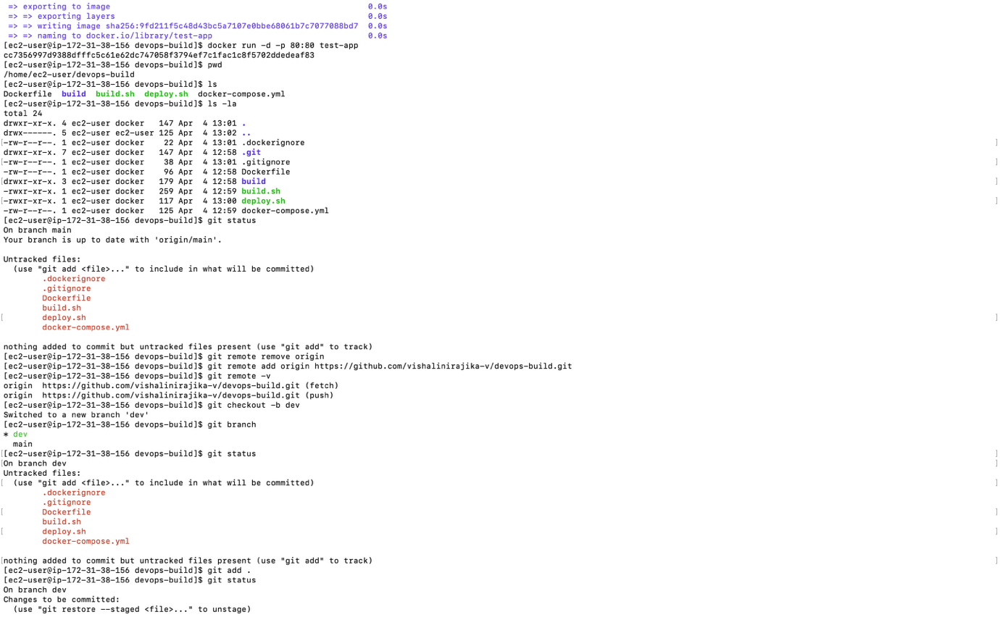 => exporting to image 0.0s
=> => exporting layers 0.0s
=> => writing image sha256:9fd211f5c48d43bc5a7107e0bbe68061b7c7077088bd7 0.0s
=> => naming to docker.io/library/test-app 0.0s
[ec2-user@ip-172-31-38-156 devops-build]$ docker run -d -p 80:80 test-app
cc7356997d9388dfffc5c61e62dc747058f3794ef7c1fac1c8f5702ddedeaf83
[ec2-user@ip-172-31-38-156 devops-build]$ pwd
/home/ec2-user/devops-build
[ec2-user@ip-172-31-38-156 devops-build]$ ls
Dockerfile  build  build.sh  deploy.sh  docker-compose.yml
[ec2-user@ip-172-31-38-156 devops-build]$ ls -la
total 24
drwxr-xr-x. 4 ec2-user docker   147 Apr  4 13:01 .
drwx------. 5 ec2-user ec2-user 125 Apr  4 13:02 ..
[-rw-r--r--. 1 ec2-user docker    22 Apr  4 13:01 .dockerignore ]
drwxr-xr-x. 7 ec2-user docker   147 Apr  4 12:58 .git
[-rw-r--r--. 1 ec2-user docker    38 Apr  4 13:01 .gitignore ]
-rw-r--r--. 1 ec2-user docker    96 Apr  4 12:58 Dockerfile
[drwxr-xr-x. 3 ec2-user docker   179 Apr  4 12:58 build ]
-rwxr-xr-x. 1 ec2-user docker   259 Apr  4 12:59 build.sh
[-rwxr-xr-x. 1 ec2-user docker   117 Apr  4 13:00 deploy.sh ]
-rw-r--r--. 1 ec2-user docker   125 Apr  4 12:59 docker-compose.yml
[ec2-user@ip-172-31-38-156 devops-build]$ git status
On branch main
Your branch is up to date with 'origin/main'.
Untracked files:
(use "git add <file>..." to include in what will be committed)
.dockerignore
.gitignore
Dockerfile
build.sh
[ deploy.sh ]
docker-compose.yml
nothing added to commit but untracked files present (use "git add" to track)
[ec2-user@ip-172-31-38-156 devops-build]$ git remote remove origin
[ec2-user@ip-172-31-38-156 devops-build]$ git remote add origin https://github.com/vishalinirajika-v/devops-build.git
[ec2-user@ip-172-31-38-156 devops-build]$ git remote -v
origin  https://github.com/vishalinirajika-v/devops-build.git (fetch)
origin  https://github.com/vishalinirajika-v/devops-build.git (push)
[ec2-user@ip-172-31-38-156 devops-build]$ git checkout -b dev
Switched to a new branch 'dev'
[ec2-user@ip-172-31-38-156 devops-build]$ git branch
* dev
main
[[ec2-user@ip-172-31-38-156 devops-build]$ git status ]
[On branch dev ]
Untracked files:
[ (use "git add <file>..." to include in what will be committed) ]
.dockerignore
.gitignore
[ Dockerfile ]
build.sh
[ deploy.sh ]
docker-compose.yml
[nothing added to commit but untracked files present (use "git add" to track) ]
[ec2-user@ip-172-31-38-156 devops-build]$ git add .
[ec2-user@ip-172-31-38-156 devops-build]$ git status
On branch dev
Changes to be committed:
(use "git restore --staged <file>..." to unstage)